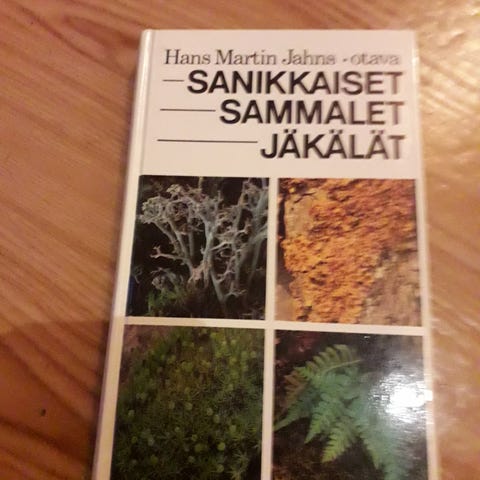 Hans Martin Jahns · otava
SANIKKAISET
SAMMALET
JÄKÄLÄT